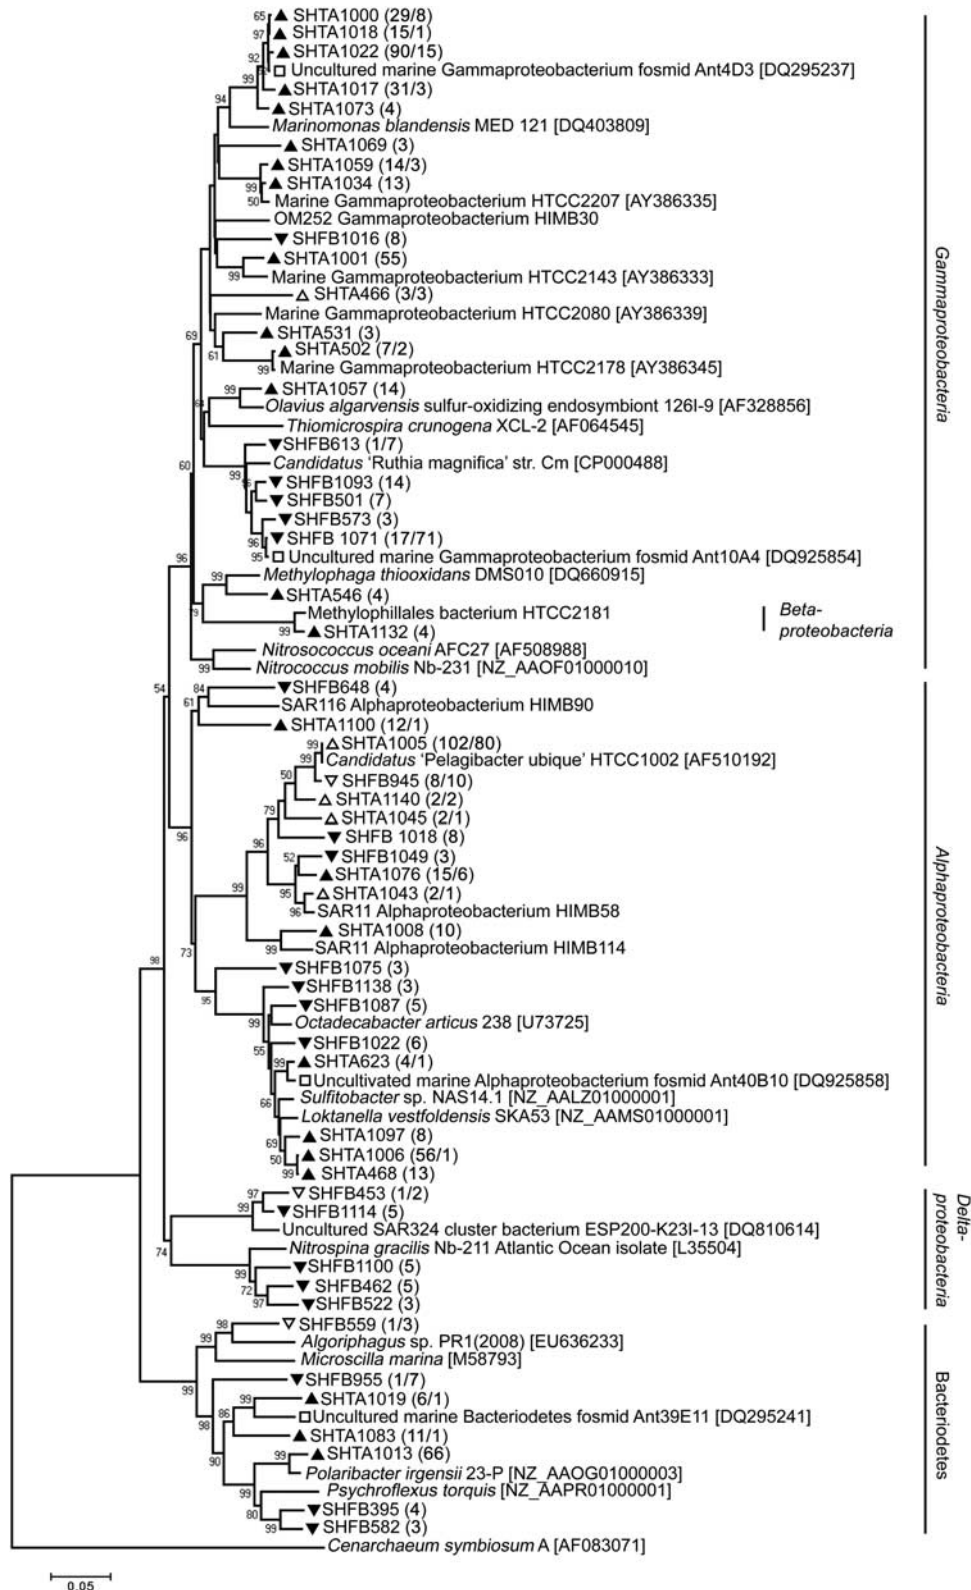 65 ▲ SHTA1000 (29/8)
97 ▲ SHTA1018 (15/1)
▲ SHTA1022 (90/15)
92 □ Uncultured marine Gammaproteobacterium fosmid Ant4D3 [DQ295237]
99 ▲ SHTA1017 (31/3)
94 ▲ SHTA1073 (4)
Marinomonas blandensis MED 121 [DQ403809]
▲ SHTA1069 (3)
▲ SHTA1059 (14/3)
99 ▲ SHTA1034 (13)
50 Marine Gammaproteobacterium HTCC2207 [AY386335]
OM252 Gammaproteobacterium HIMB30
▼ SHFB1016 (8)
▲ SHTA1001 (55)
99 Marine Gammaproteobacterium HTCC2143 [AY386333]
△ SHTA466 (3/3)
Marine Gammaproteobacterium HTCC2080 [AY386339]
69 ▲ SHTA531 (3)
61 ▲ SHTA502 (7/2)
99 Marine Gammaproteobacterium HTCC2178 [AY386345]
99 ▲ SHTA1057 (14)
Olavius algarvensis sulfur-oxidizing endosymbiont 126I-9 [AF328856]
Thiomicrospira crunogena XCL-2 [AF064545]
▼SHFB613 (1/7)
60 Candidatus ‘Ruthia magnifica’ str. Cm [CP000488]
99 ▼SHFB1093 (14)
▼SHFB501 (7)
▼SHFB573 (3)
96 ▼SHFB 1071 (17/71)
96 95 □ Uncultured marine Gammaproteobacterium fosmid Ant10A4 [DQ925854]
99 Methylophaga thiooxidans DMS010 [DQ660915]
▲SHTA546 (4)
Methylophillales bacterium HTCC2181
99 ▲ SHTA1132 (4)
Nitrosococcus oceani AFC27 [AF508988]
99 Nitrococcus mobilis Nb-231 [NZ_AAOF01000010]
Gammaproteobacteria
Beta-
proteobacteria
54 84 ▼SHFB648 (4)
61 SAR116 Alphaproteobacterium HIMB90
▲ SHTA1100 (12/1)
99 △SHTA1005 (102/80)
99 Candidatus ‘Pelagibacter ubique’ HTCC1002 [AF510192]
50 ▽ SHFB945 (8/10)
△ SHTA1140 (2/2)
79 △ SHTA1045 (2/1)
96 ▼ SHFB 1018 (8)
96 52 ▼SHFB1049 (3)
▲SHTA1076 (15/6)
99 95 △ SHTA1043 (2/1)
96 SAR11 Alphaproteobacterium HIMB58
▲ SHTA1008 (10)
73 99 SAR11 Alphaproteobacterium HIMB114
98 ▼SHFB1075 (3)
95 ▼SHFB1138 (3)
▼SHFB1087 (5)
99 Octadecabacter articus 238 [U73725]
55 ▼SHFB1022 (6)
99 ▲SHTA623 (4/1)
□Uncultivated marine Alphaproteobacterium fosmid Ant40B10 [DQ925858]
66 Sulfitobacter sp. NAS14.1 [NZ_AALZ01000001]
Loktanella vestfoldensis SKA53 [NZ_AAMS01000001]
69 ▲ SHTA1097 (8)
50 ▲ SHTA1006 (56/1)
99 ▲ SHTA468 (13)
Alphaproteobacteria
97 ▽ SHFB453 (1/2)
99 ▼SHFB1114 (5)
Uncultured SAR324 cluster bacterium ESP200-K23I-13 [DQ810614]
74 Nitrospina gracilis Nb-211 Atlantic Ocean isolate [L35504]
99 ▼SHFB1100 (5)
72 ▼SHFB462 (5)
97 ▼SHFB522 (3)
Delta-
proteobacteria
98 ▽ SHFB559 (1/3)
99 Algoriphagus sp. PR1(2008) [EU636233]
Microscilla marina [M58793]
99 ▼SHFB955 (1/7)
99 ▲SHTA1019 (6/1)
98 86 □Uncultured marine Bacteriodetes fosmid Ant39E11 [DQ295241]
▲SHTA1083 (11/1)
90 99 ▲SHTA1013 (66)
Polaribacter irgensii 23-P [NZ_AAOG01000003]
99 Psychroflexus torquis [NZ_AAPR01000001]
80 ▼SHFB395 (4)
99 ▼SHFB582 (3)
Bacteriodetes
Cenarchaeum symbiosum A [AF083071]
0.05